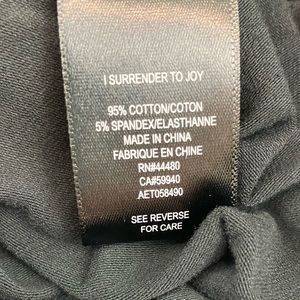 I SURRENDER TO JOY
95% COTTON/COTON
5% SPANDEX/ELASTHANNE
MADE IN CHINA
FABRIQUE EN CHINE
RN#44480
CA#59940
AET058490
SEE REVERSE
FOR CARE